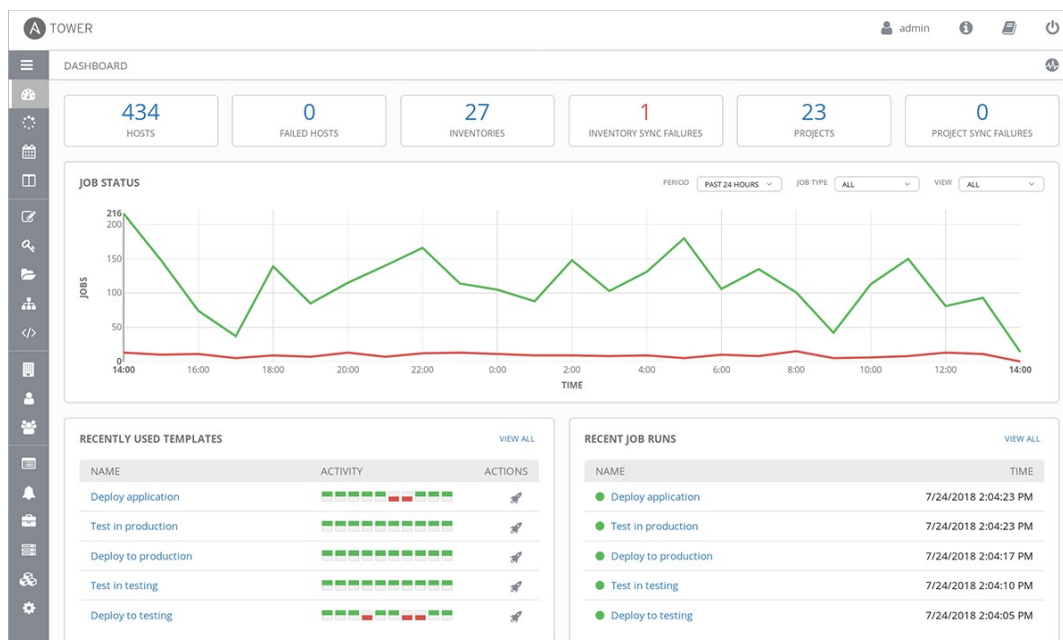 A TOWER
admin
DASHBOARD
434
HOSTS
0
FAILED HOSTS
27
INVENTORIES
1
INVENTORY SYNC FAILURES
23
PROJECTS
0
PROJECT SYNC FAILURES
JOB STATUS
PERIOD PAST 24 HOURS JOB TYPE ALL VIEW ALL
216
200
150
100
50
0
JOBS
14:00 16:00 18:00 20:00 22:00 0:00 2:00 4:00 6:00 8:00 10:00 12:00 14:00
TIME
RECENTLY USED TEMPLATES VIEW ALL
NAME ACTIVITY ACTIONS
Deploy application
Test in production
Deploy to production
Test in testing
Deploy to testing
RECENT JOB RUNS VIEW ALL
NAME TIME
Deploy application 7/24/2018 2:04:23 PM
Test in production 7/24/2018 2:04:23 PM
Deploy to production 7/24/2018 2:04:17 PM
Test in testing 7/24/2018 2:04:10 PM
Deploy to testing 7/24/2018 2:04:05 PM